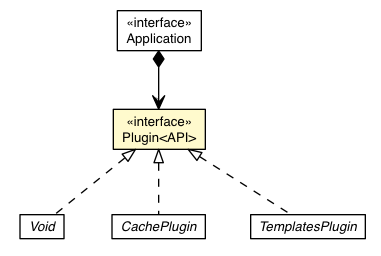 «interface»
Application
«interface»
Plugin<API>
Void
CachePlugin
TemplatesPlugin